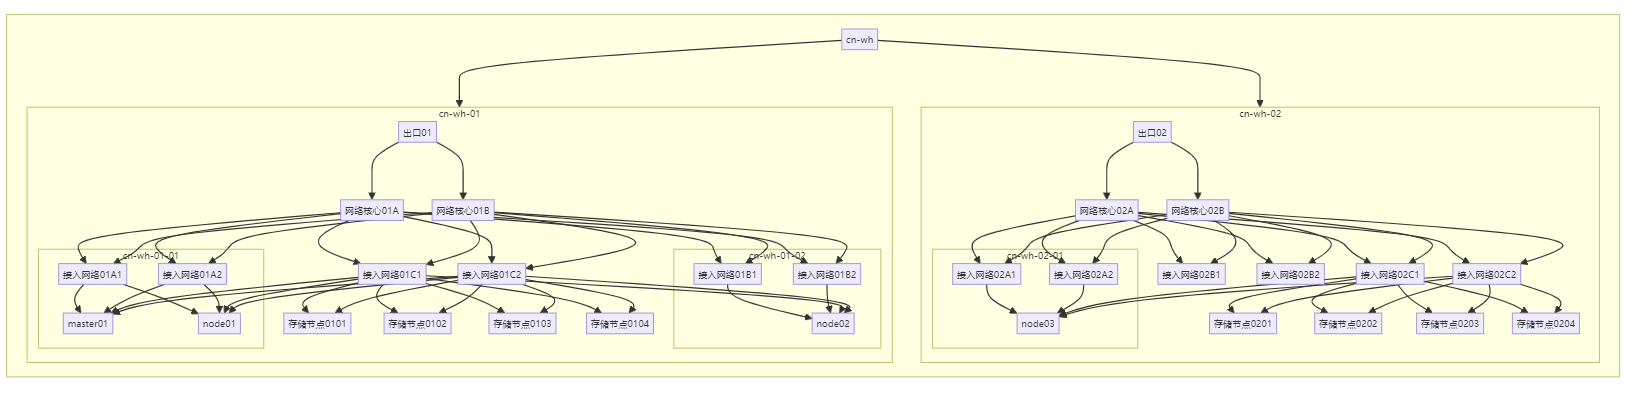 cn-wh
cn-wh-01
cn-wh-02
出口01
出口02
网络核心01A
网络核心01B
网络核心02A
网络核心02B
cn-wh-01-01
cn-wh-01-02
cn-wh-02-01
接入网络01A1
接入网络01A2
接入网络01C1
接入网络01C2
接入网络01B1
接入网络01B2
接入网络02A1
接入网络02A2
接入网络02B1
接入网络02B2
接入网络02C1
接入网络02C2
master01
node01
存储节点0101
存储节点0102
存储节点0103
存储节点0104
node02
node03
存储节点0201
存储节点0202
存储节点0203
存储节点0204